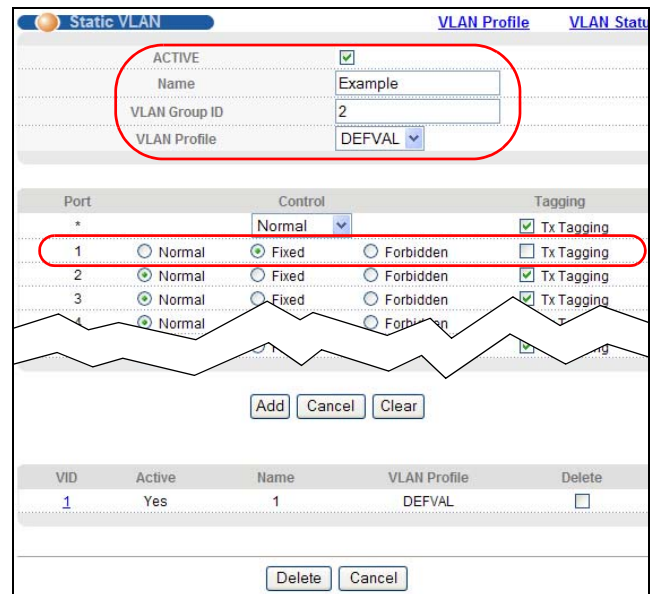 Static VLAN VLAN Profile VLAN Statu
ACTIVE
Name Example
VLAN Group ID 2
VLAN Profile DEFVAL
Port Control Tagging
* Normal Tx Tagging
1 Normal Fixed Forbidden Tx Tagging
2 Normal Fixed Forbidden Tx Tagging
3 Normal Fixed Forbidden Tx Tagging
Normal
Add Cancel Clear
VID Active Name VLAN Profile Delete
1 Yes 1 DEFVAL
Delete Cancel